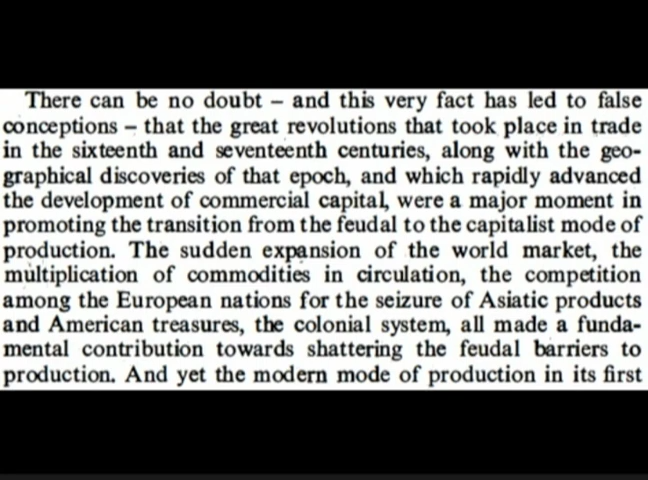 There can be no doubt – and this very fact has led to false
conceptions – that the great revolutions that took place in trade
in the sixteenth and seventeenth centuries, along with the geo-
graphical discoveries of that epoch, and which rapidly advanced
the development of commercial capital, were a major moment in
promoting the transition from the feudal to the capitalist mode of
production. The sudden expansion of the world market, the
multiplication of commodities in circulation, the competition
among the European nations for the seizure of Asiatic products
and American treasures, the colonial system, all made a funda-
mental contribution towards shattering the feudal barriers to
production. And yet the modern mode of production in its first